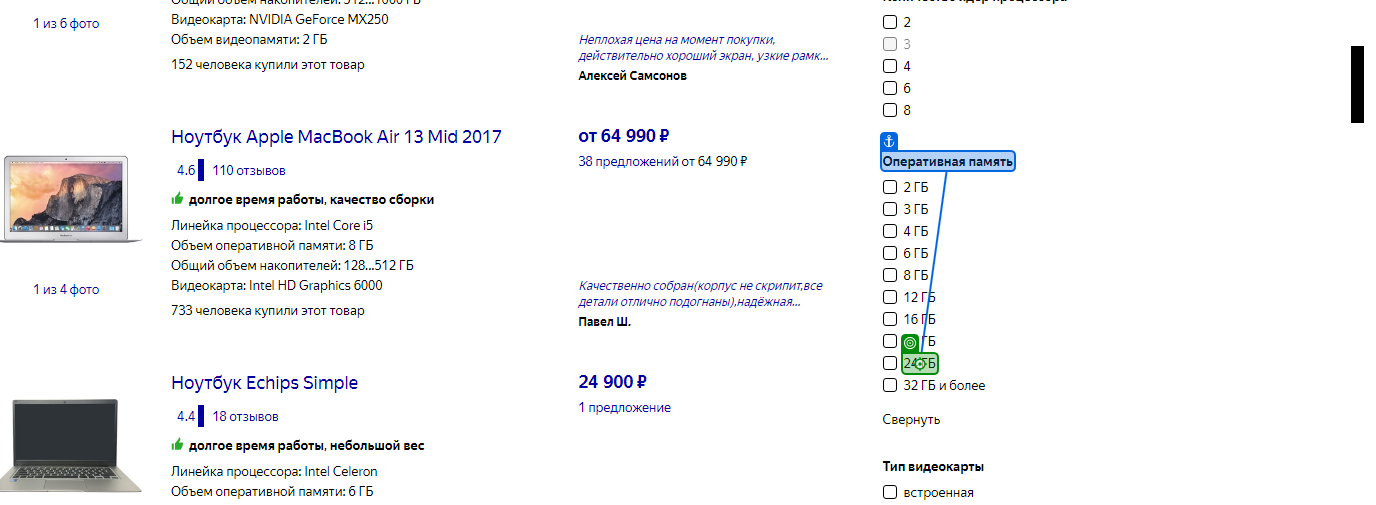 1 из 6 фото
Видеокарта: NVIDIA GeForce MX250
Объем видеопамяти: 2 ГБ
152 человека купили этот товар
Неплохая цена на момент покупки,
действительно хороший экран, узкие рамк...
Алексей Самсонов
Ноутбук Apple MacBook Air 13 Mid 2017
4.6 110 отзывов
долгое время работы, качество сборки
Линейка процессора: Intel Core i5
Объем оперативной памяти: 8 ГБ
Общий объем накопителей: 128...512 ГБ
Видеокарта: Intel HD Graphics 6000
733 человека купили этот товар
1 из 4 фото
от 64 990 ₽
38 предложений от 64 990 ₽
Качественно собран(корпус не скрипит,все
детали отлично подогнаны),надёжная...
Павел Ш.
Ноутбук Echips Simple
4.4 18 отзывов
долгое время работы, небольшой вес
Линейка процессора: Intel Celeron
Объем оперативной памяти: 6 ГБ
24 900 ₽
1 предложение
2
3
4
6
8
Оперативная память
2 ГБ
3 ГБ
4 ГБ
6 ГБ
8 ГБ
12 ГБ
16 ГБ
ГБ
24 ГБ
32 ГБ и более
Свернуть
Тип видеокарты
встроенная